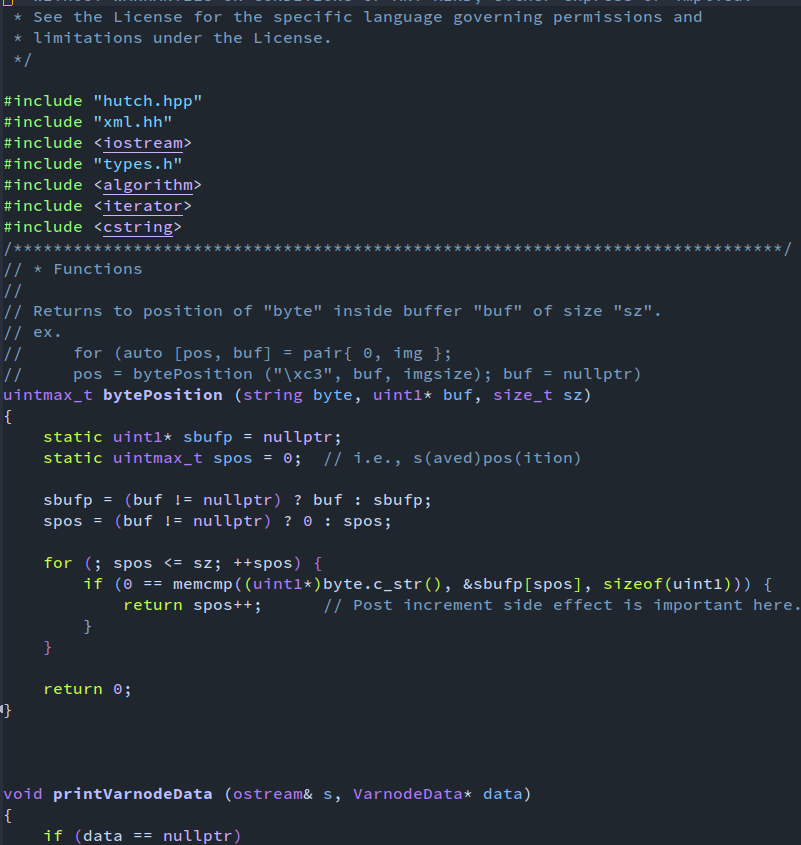 * See the License for the specific language governing permissions and
 * limitations under the License.
 */
#include "hutch.hpp"
#include "xml.hh"
#include <iostream>
#include "types.h"
#include <algorithm>
#include <iterator>
#include <cstring>
/*****************************************************************************/
// * Functions
//
// Returns to position of "byte" inside buffer "buf" of size "sz".
// ex.
//     for (auto [pos, buf] = pair{ 0, img };
//     pos = bytePosition ("\xc3", buf, imgsize); buf = nullptr)
uintmax_t bytePosition (string byte, uint1* buf, size_t sz)
{
    static uint1* sbufp = nullptr;
    static uintmax_t spos = 0;  // i.e., s(aved)pos(ition)
    sbufp = (buf != nullptr) ? buf : sbufp;
    spos = (buf != nullptr) ? 0 : spos;
    for (; spos <= sz; ++spos) {
        if (0 == memcmp((uint1*)byte.c_str(), &sbufp[spos], sizeof(uint1))) {
            return spos++;      // Post increment side effect is important here.
        }
    }
    return 0;
}
void printVarnodeData (ostream& s, VarnodeData* data)
{
    if (data == nullptr)